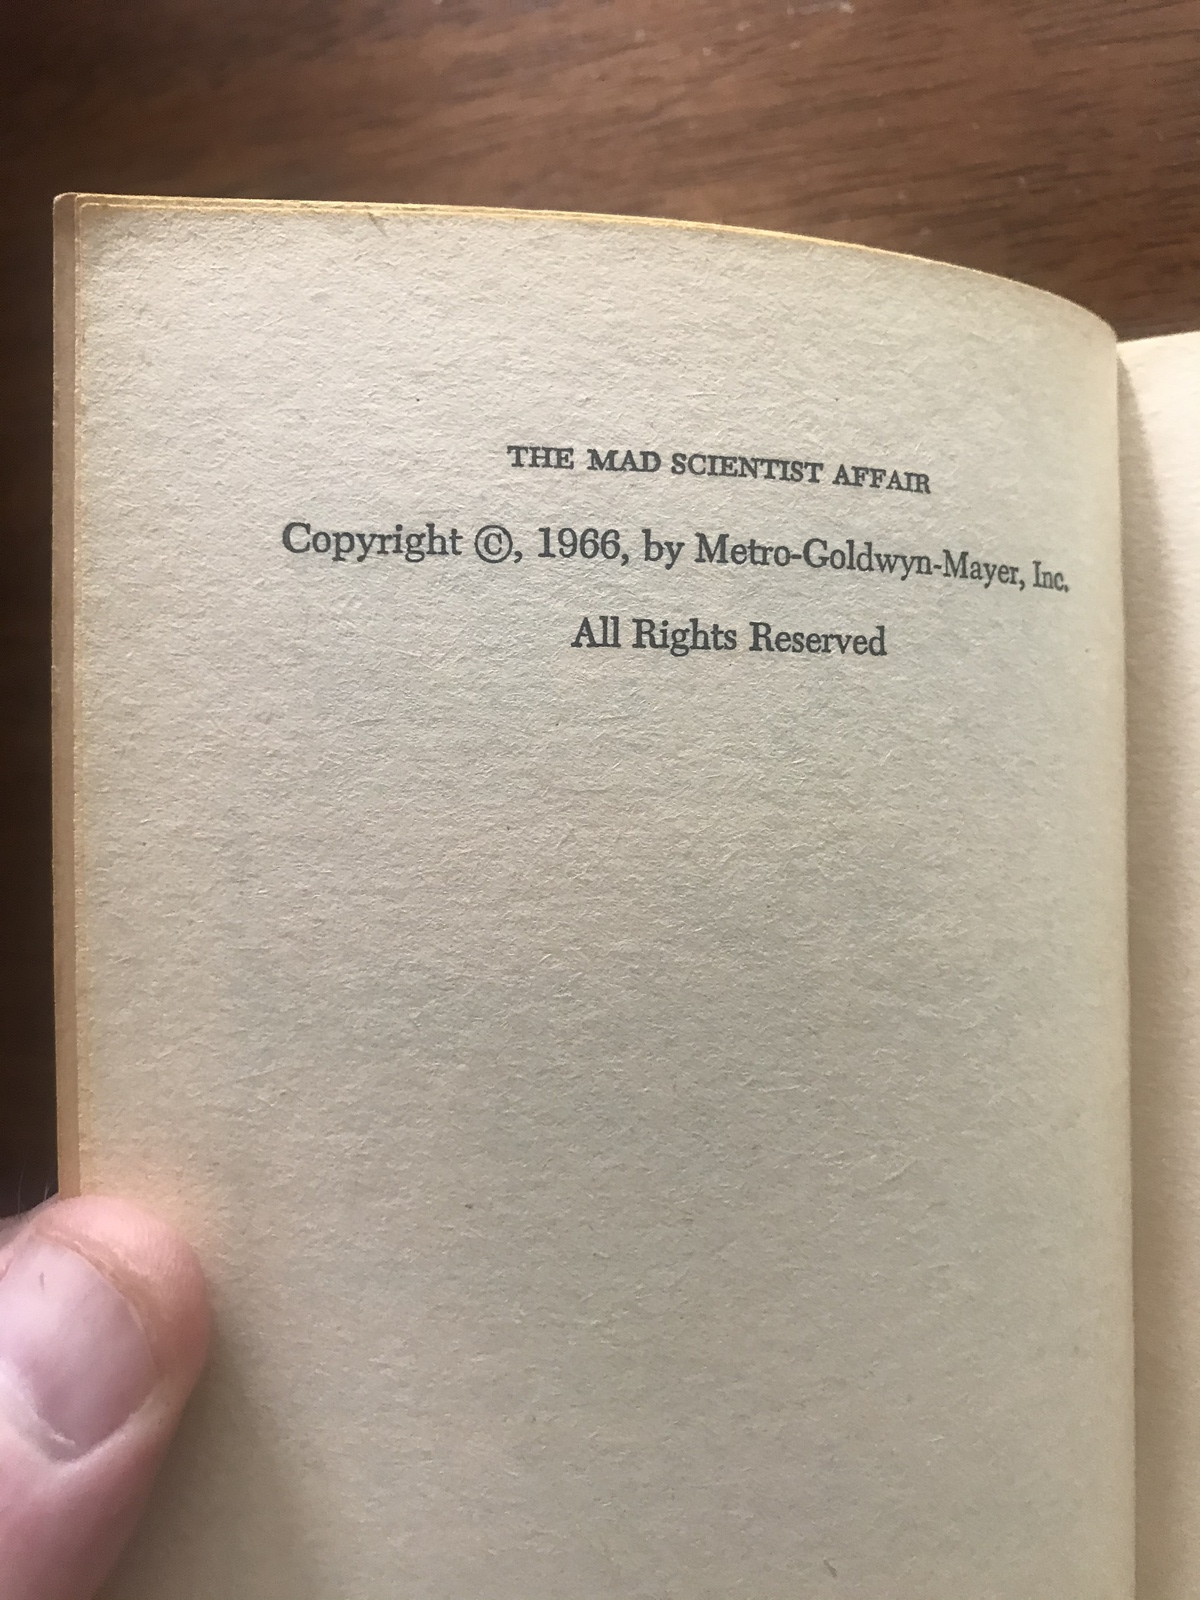 THE MAD SCIENTIST AFFAIR
Copyright ©, 1966, by Metro-Goldwyn-Mayer, Inc.
All Rights Reserved